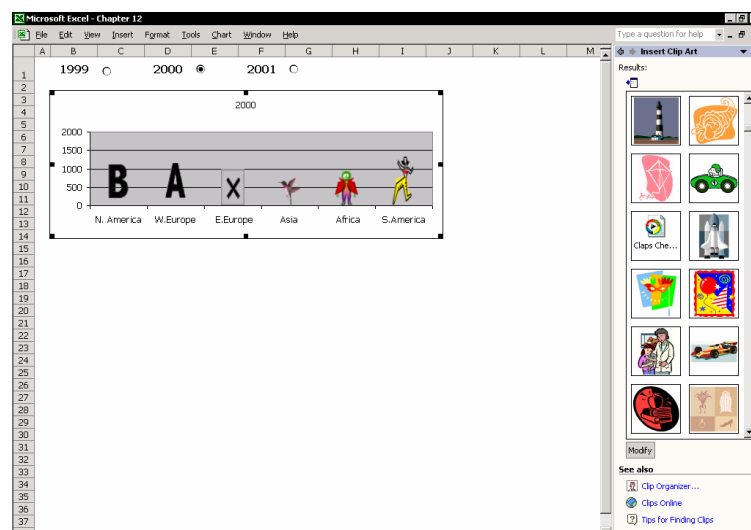 Microsoft Excel - Chapter 12
File Edit View Insert Format Tools Chart Window Help
Type a question for help
A B C D E F G H I J K L M
Insert Clip Art
Results:
1999 2000 2001
1
2
3
4
5
6
7
8
9
10
11
12
13
14
15
16
17
18
19
20
21
22
23
24
25
26
27
28
29
30
31
32
33
34
35
36
37
2000
2000
1500
1000
500
0
B A x
N. America W.Europe E.Europe Asia Africa S.America
Claps Che...
Modify
See also
Clip Organizer...
Clips Online
Tips for Finding Clips